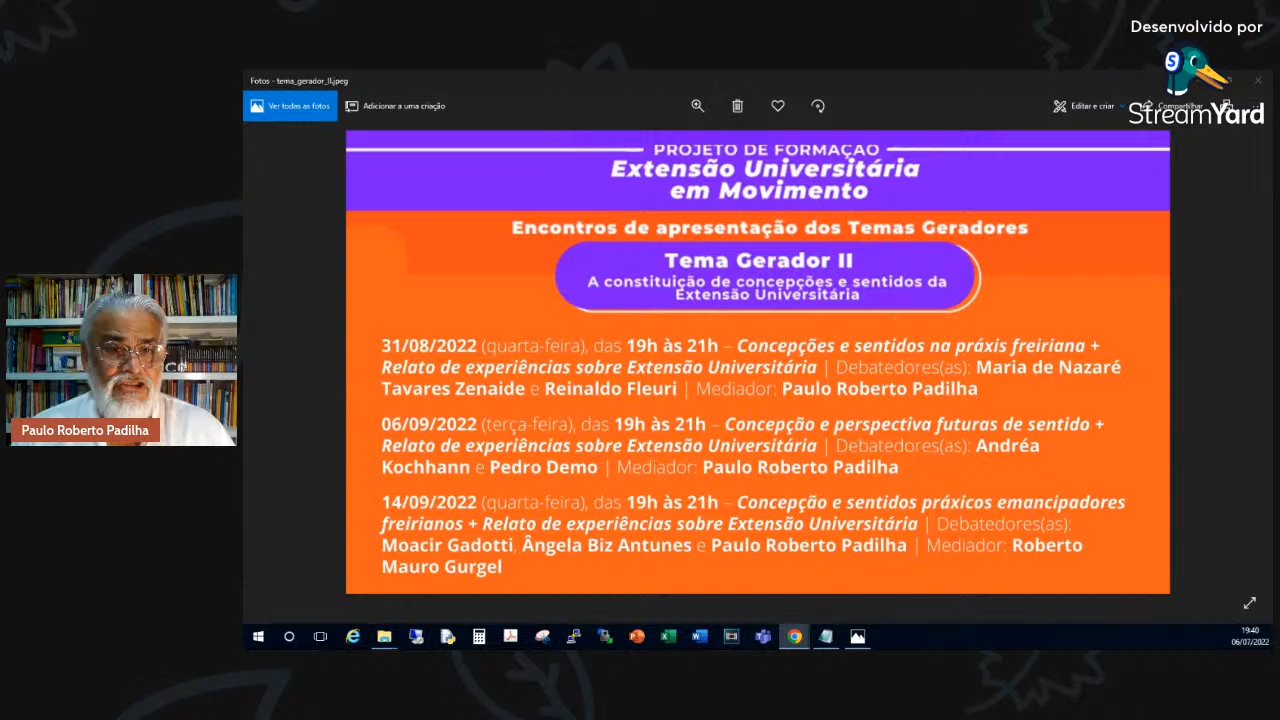 Desenvolvido por
StreamYard
Fotos - tema_gerador_II.jpeg
Ver todas as fotos
Adicionar a uma criação
Editar e criar
Compartilhar
PROJETO DE FORMAÇÃO
Extensão Universitária
em Movimento
Encontros de apresentação dos Temas Geradores
Tema Gerador II
A constituição de concepções e sentidos da
Extensão Universitária
31/08/2022 (quarta-feira), das 19h às 21h – Concepções e sentidos na práxis freiriana +
Relato de experiências sobre Extensão Universitária | Debatedores(as): Maria de Nazaré
Tavares Zenaide e Reinaldo Fleuri | Mediador: Paulo Roberto Padilha
06/09/2022 (terça-feira), das 19h às 21h – Concepção e perspectiva futuras de sentido +
Relato de experiências sobre Extensão Universitária | Debatedores(as): Andréa
Kochhann e Pedro Demo | Mediador: Paulo Roberto Padilha
14/09/2022 (quarta-feira), das 19h às 21h – Concepção e sentidos práxicos emancipadores
freirianos + Relato de experiências sobre Extensão Universitária | Debatedores(as):
Moacir Gadotti, Ângela Biz Antunes e Paulo Roberto Padilha | Mediador: Roberto
Mauro Gurgel
Paulo Roberto Padilha
19:40
06/07/2022